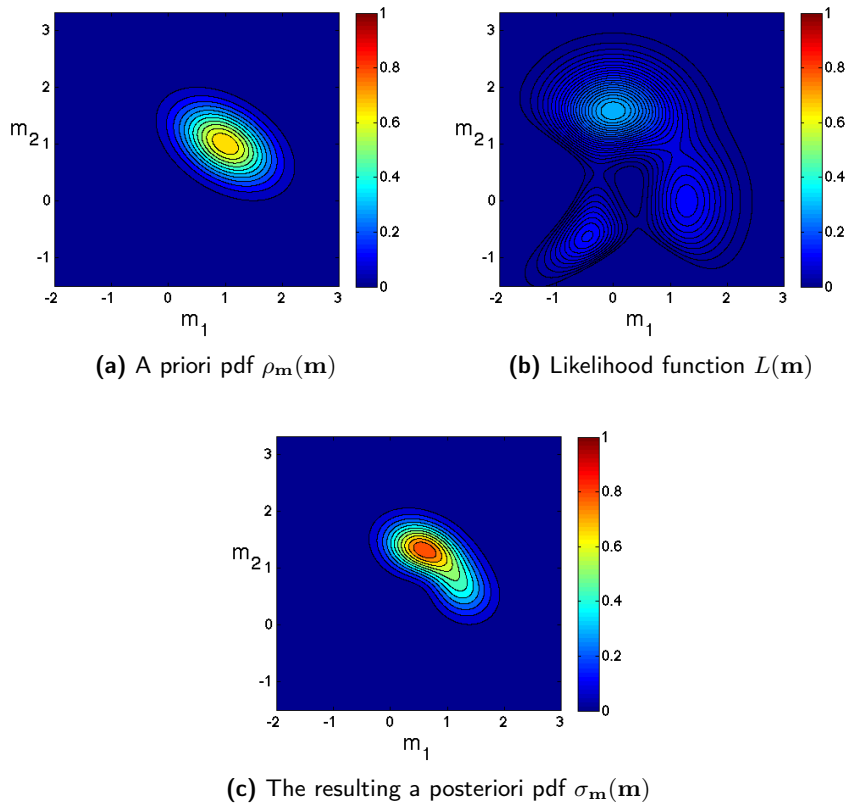 3
2
1
0
-1
m₂
-2 -1 0 1 2 3
m₁
1
0.8
0.6
0.4
0.2
0
(a) A priori pdf ρ𝐦(𝐦)
3
2
1
0
-1
m₂
-2 -1 0 1 2 3
m₁
1
0.8
0.6
0.4
0.2
0
(b) Likelihood function L(𝐦)
3
2
1
0
-1
m₂
-2 -1 0 1 2 3
m₁
1
0.8
0.6
0.4
0.2
0
(c) The resulting a posteriori pdf σ𝐦(𝐦)